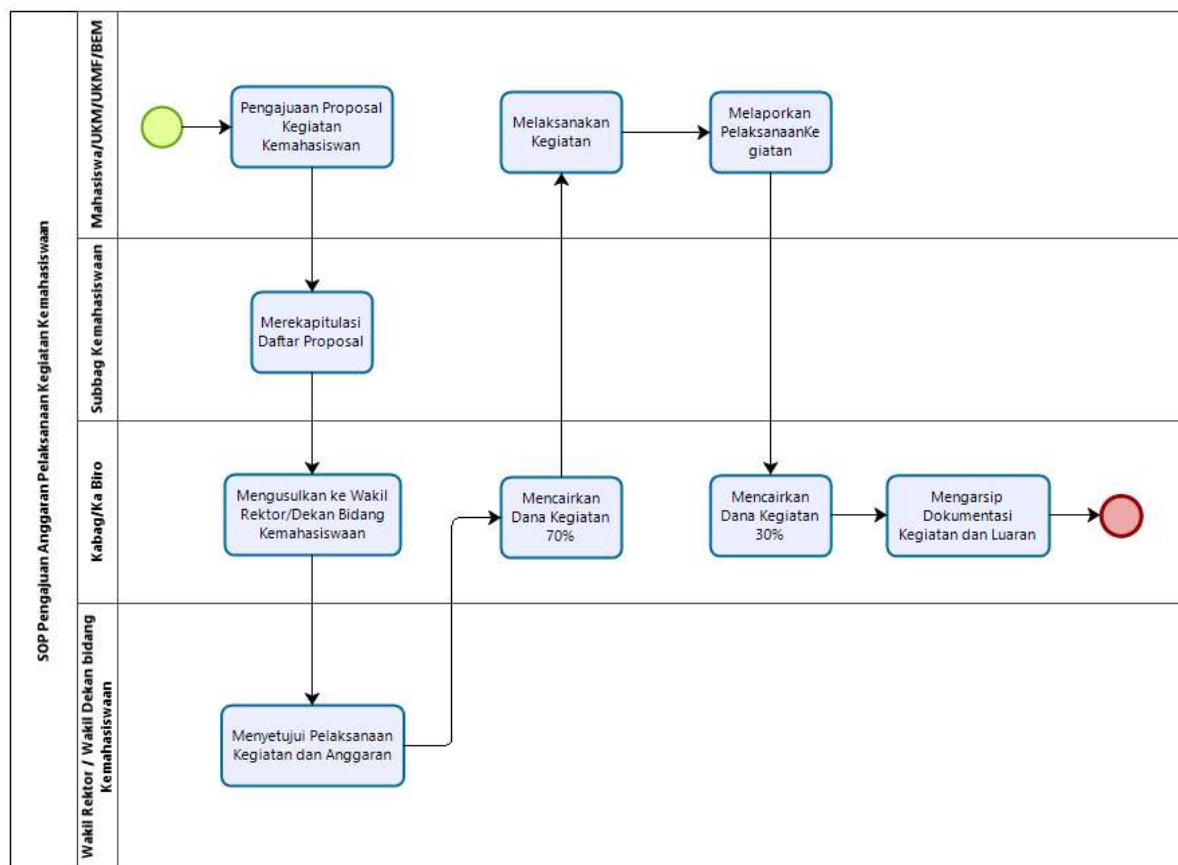 SOP Pengajuan Anggaran Pelaksanaan Kegiatan Kemahasiswaan
Mahasiswa/UKM/UKMF/BEM
Pengajuaan Proposal
Kegiatan
Kemahasiswan
Melaksanakan
Kegiatan
Melaporkan
PelaksanaanKe
giatan
Subbag Kemahasiswaan
Merekapitulasi
Daftar Proposal
Kabag/Ka Biro
Mengusulkan ke Wakil
Rektor/Dekan Bidang
Kemahasiswaan
Mencairkan
Dana Kegiatan
70%
Mencairkan
Dana Kegiatan
30%
Mengarsip
Dokumentasi
Kegiatan dan Luaran
Wakil Rektor / Wakil Dekan bidang
Kemahasiswaan
Menyetujui Pelaksanaan
Kegiatan dan Anggaran